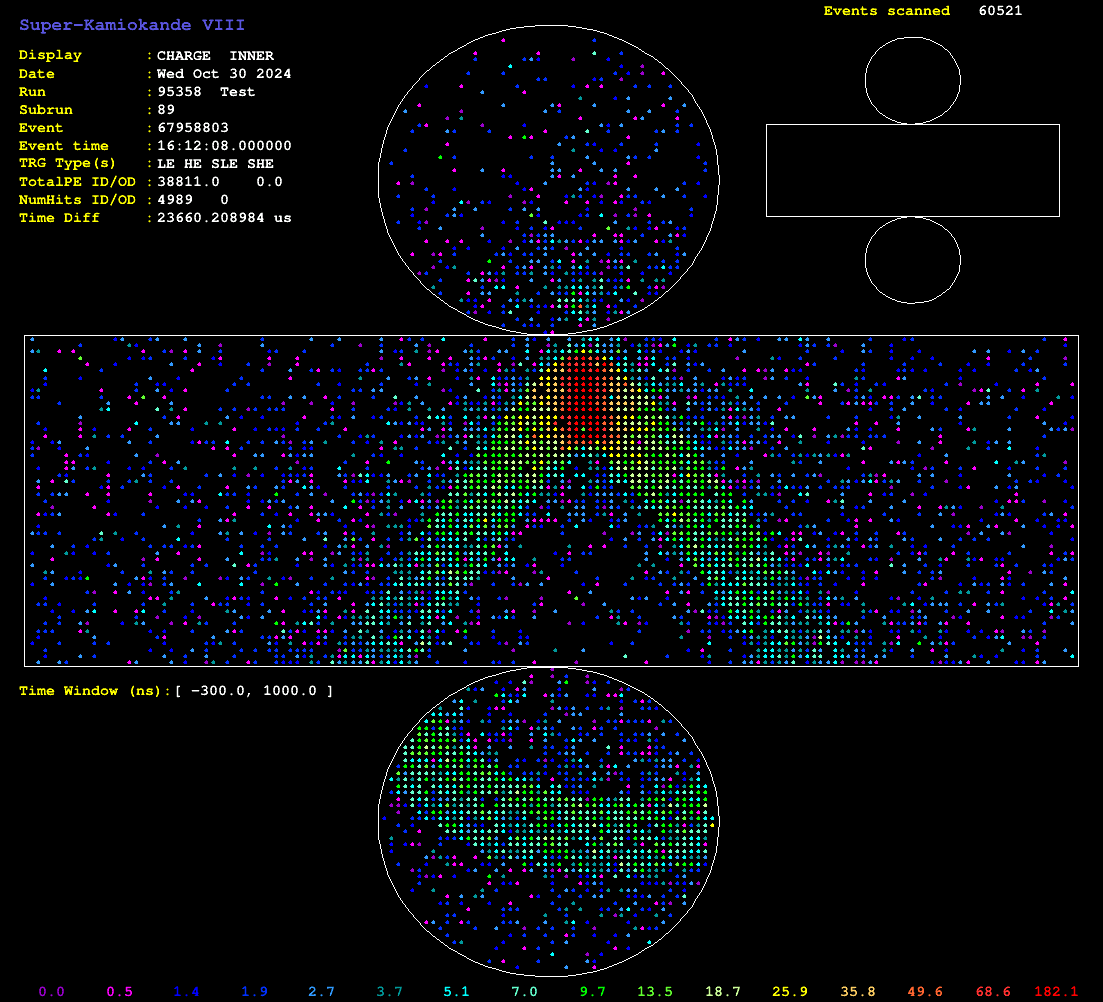 Super-Kamiokande VIII
Events scanned 60521
Display : CHARGE INNER
Date : Wed Oct 30 2024
Run : 95358 Test
Subrun : 89
Event : 67958803
Event time : 16:12:08.000000
TRG Type(s) : LE HE SLE SHE
TotalPE ID/OD : 38811.0 0.0
NumHits ID/OD : 4989 0
Time Diff : 23660.208984 us
Time Window (ns):[ −300.0, 1000.0 ]
0.0 0.5 1.4 1.9 2.7 3.7 5.1 7.0 9.7 13.5 18.7 25.9 35.8 49.6 68.6 182.1